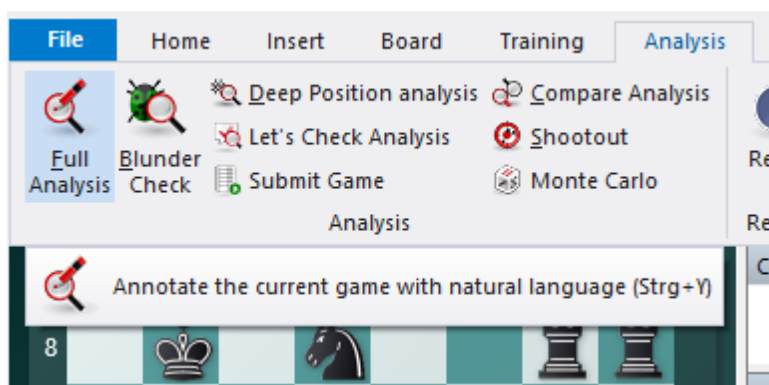 File Home Insert Board Training Analysis
Deep Position analysis Compare Analysis
Let's Check Analysis Shootout
Full Analysis
Blunder Check
Submit Game Monte Carlo
Analysis
Annotate the current game with natural language (Strg+Y)
8